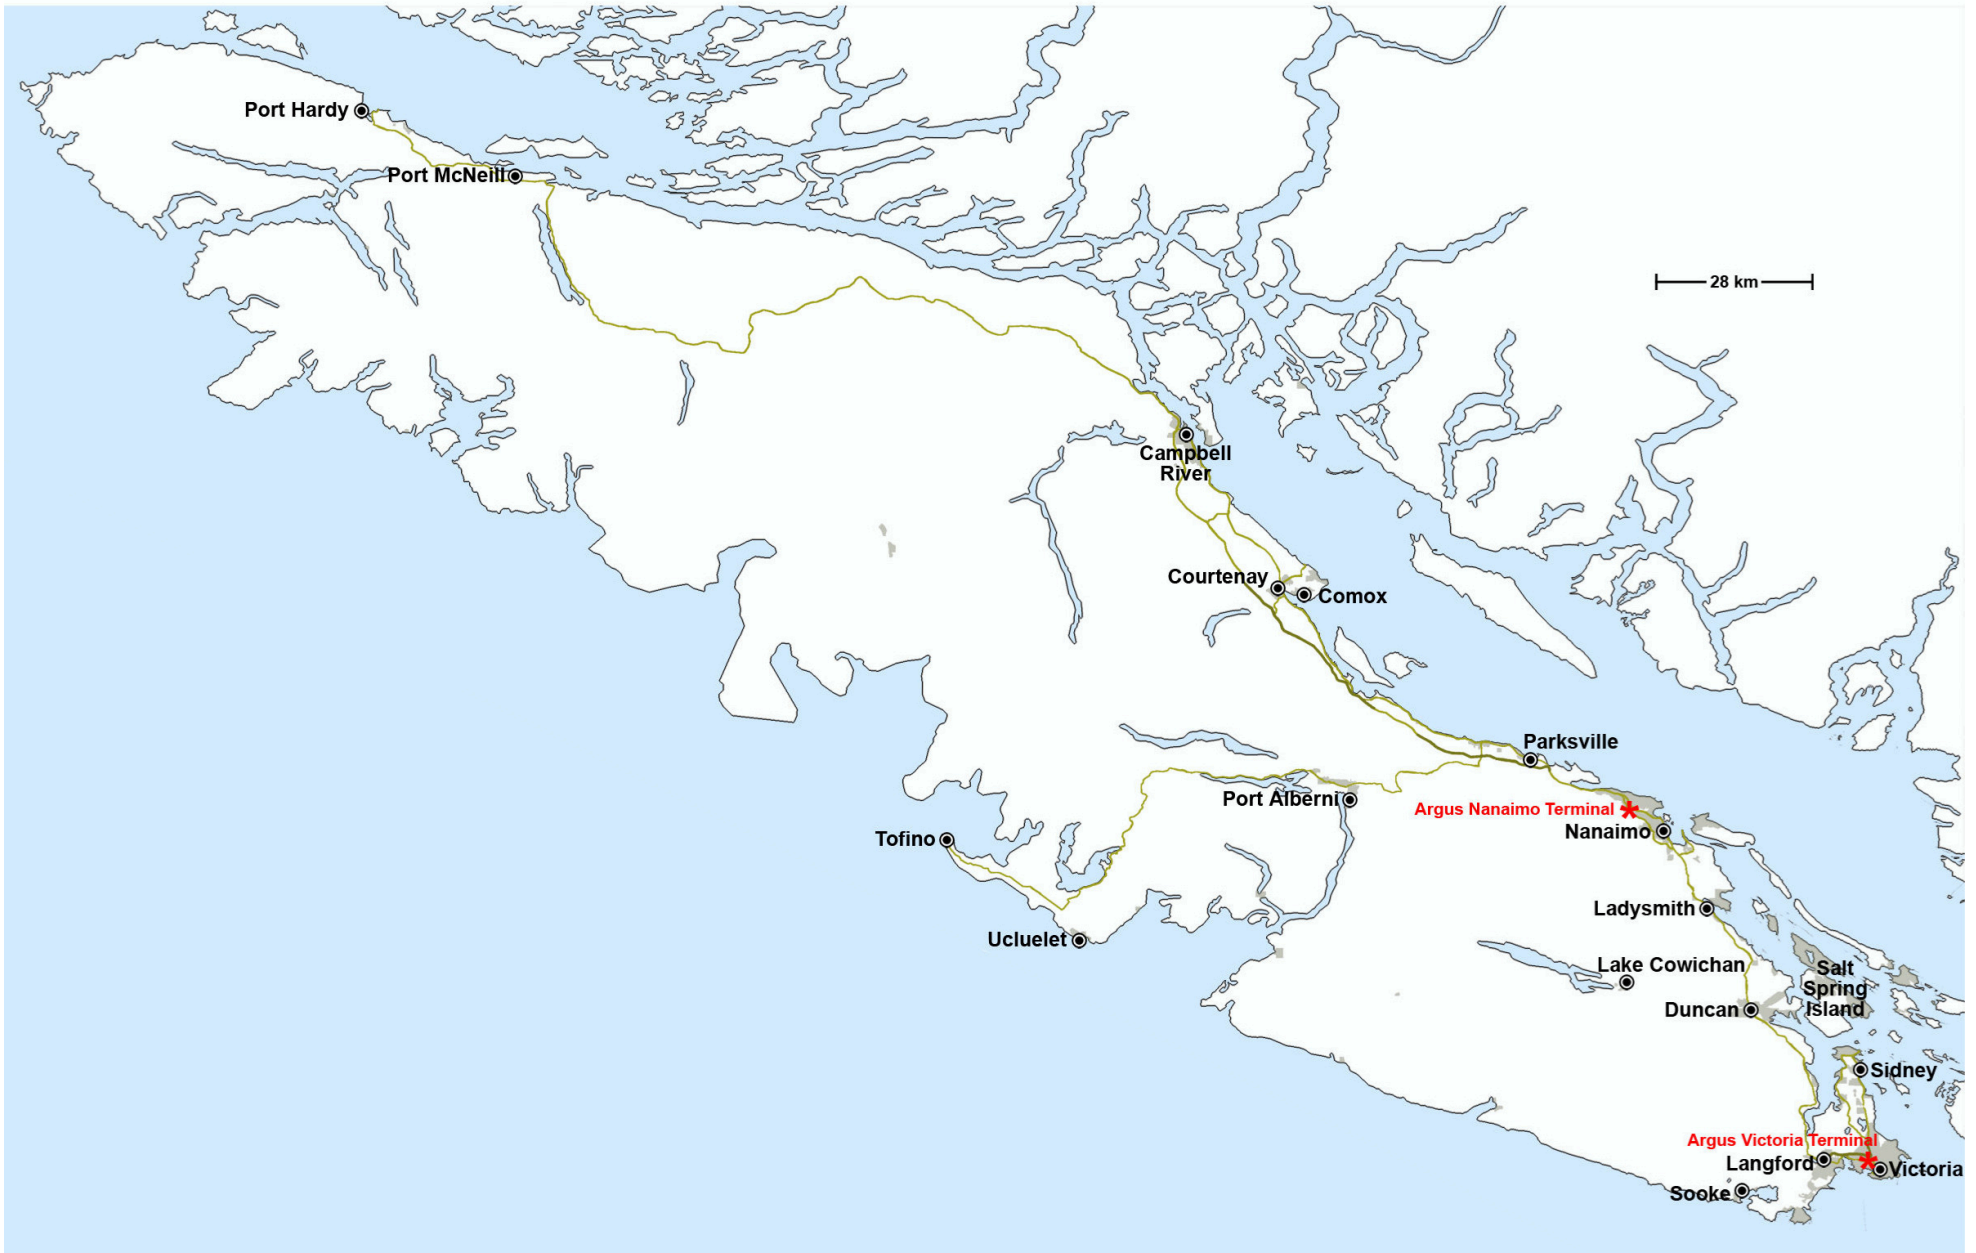 Port Hardy
Port McNeill
28 km
Campbell
River
Courtenay
Comox
Parksville
Port Alberni
Argus Nanaimo Terminal
Nanaimo
Tofino
Ladysmith
Ucluelet
Lake Cowichan
Salt
Spring
Island
Duncan
Sidney
Argus Victoria Terminal
Langford
Victoria
Sooke